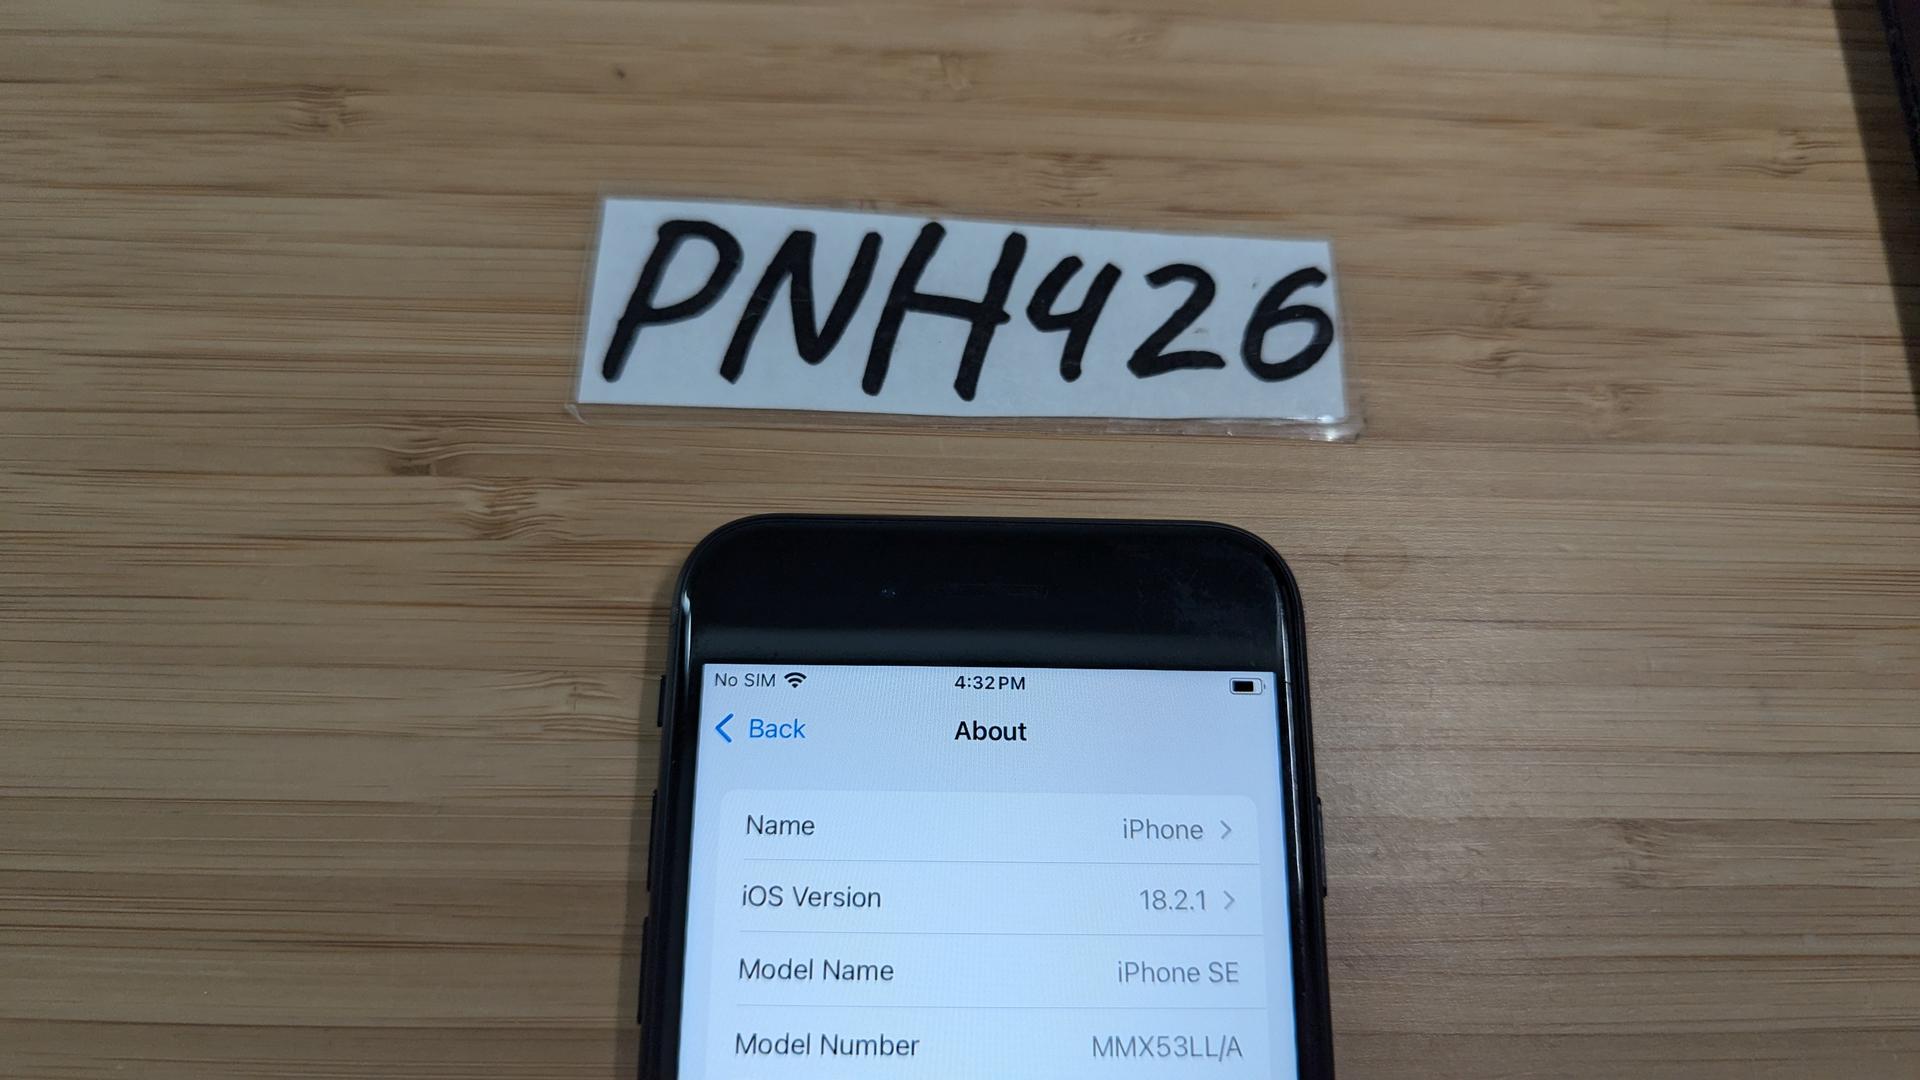 PNH426
No SIM 4:32 PM
Back About
Name iPhone
iOS Version 18.2.1
Model Name iPhone SE
Model Number MMX53LL/A